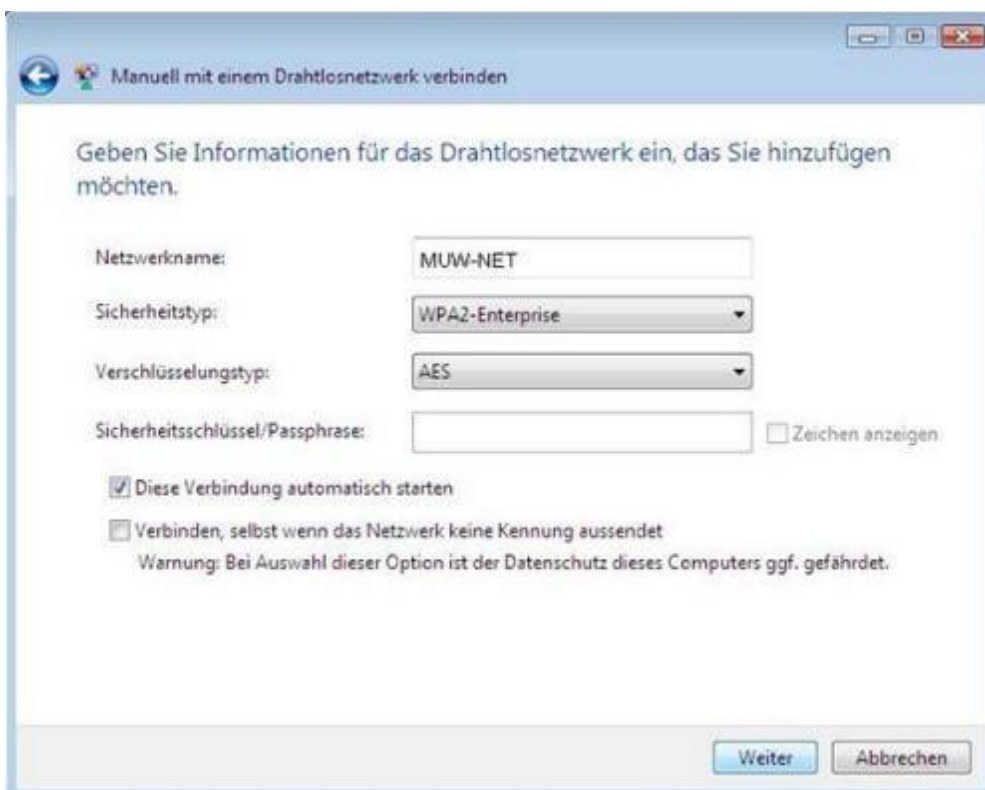 Manuell mit einem Drahtlosnetzwerk verbinden
Geben Sie Informationen für das Drahtlosnetzwerk ein, das Sie hinzufügen
möchten.
Netzwerkname: MUW-NET
Sicherheitstyp: WPA2-Enterprise
Verschlüsselungstyp: AES
Sicherheitsschlüssel/Passphrase: Zeichen anzeigen
Diese Verbindung automatisch starten
Verbinden, selbst wenn das Netzwerk keine Kennung aussendet
Warnung: Bei Auswahl dieser Option ist der Datenschutz dieses Computers ggf. gefährdet.
Weiter Abbrechen